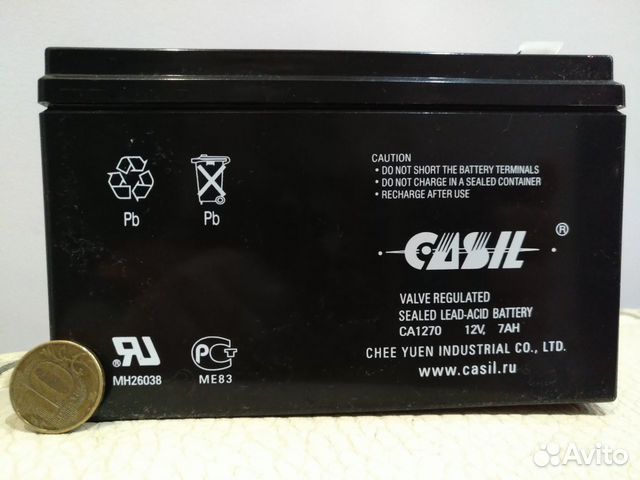 CAUTION
• DO NOT SHORT THE BATTERY TERMINALS
• DO NOT CHARGE IN A SEALED CONTAINER
• RECHARGE AFTER USE
Pb
Pb
CASIL®
VALVE REGULATED
SEALED LEAD-ACID BATTERY
CA1270 12V, 7AH
CHEE YUEN INDUSTRIAL CO., LTD.
www.casil.ru
MH26038
РСТ
ME83
10
Avito